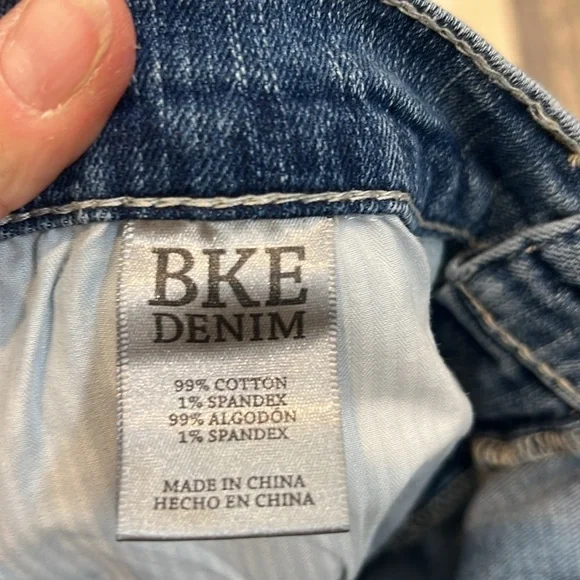 BKE
DENIM
99% COTTON
1% SPANDEX
99% ALGODÓN
1% SPANDEX
MADE IN CHINA
HECHO EN CHINA